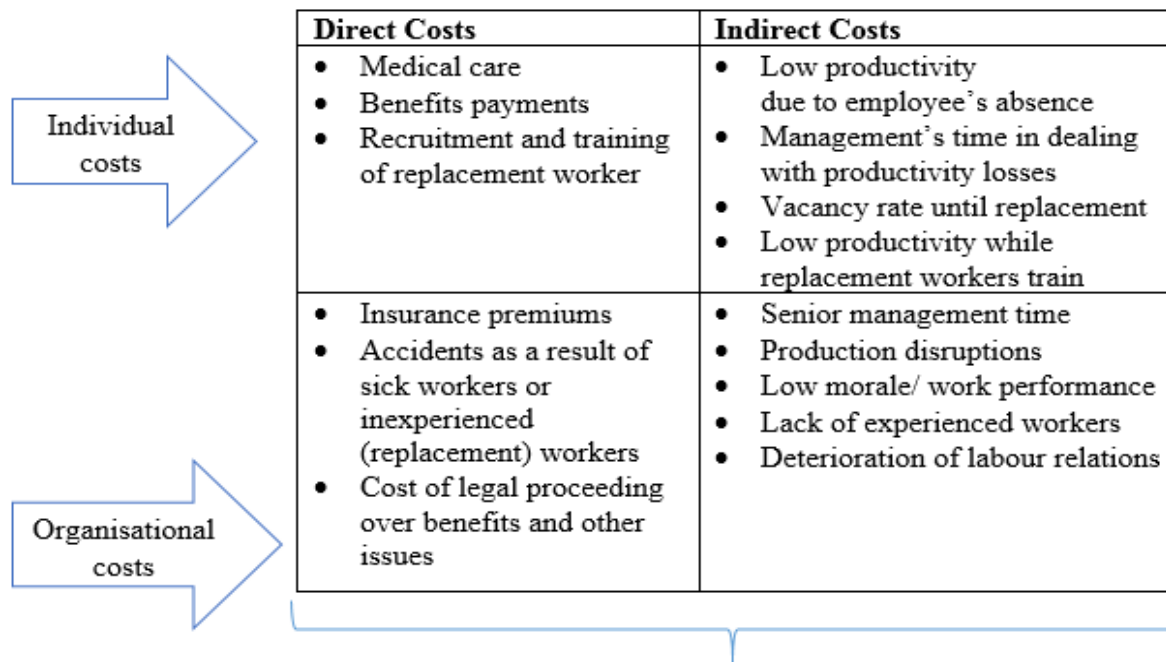 Direct Costs
Indirect Costs
Individual
costs
• Medical care
• Benefits payments
• Recruitment and training
of replacement worker
• Low productivity
due to employee’s absence
• Management’s time in dealing
with productivity losses
• Vacancy rate until replacement
• Low productivity while
replacement workers train
Organisational
costs
• Insurance premiums
• Accidents as a result of
sick workers or
inexperienced
(replacement) workers
• Cost of legal proceeding
over benefits and other
issues
• Senior management time
• Production disruptions
• Low morale/ work performance
• Lack of experienced workers
• Deterioration of labour relations